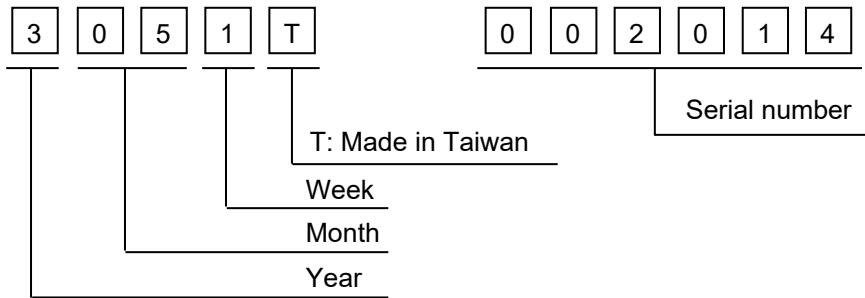 3 0 5 1 T 0 0 2 0 1 4
Serial number
T: Made in Taiwan
Week
Month
Year